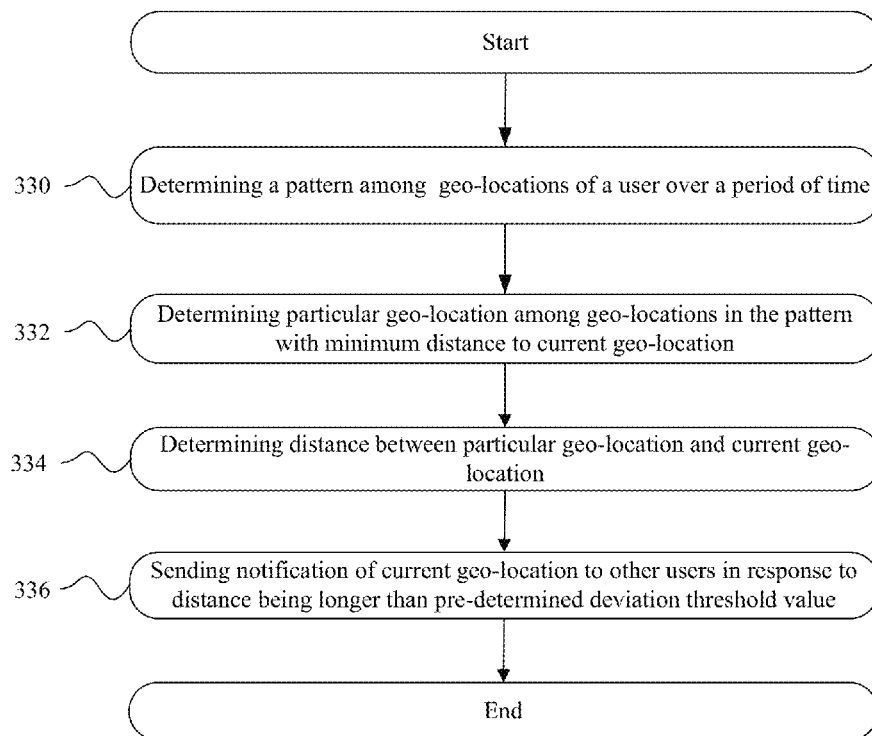 Start
330
Determining a pattern among geo-locations of a user over a period of time
332
Determining particular geo-location among geo-locations in the pattern
with minimum distance to current geo-location
334
Determining distance between particular geo-location and current geo-
location
336
Sending notification of current geo-location to other users in response to
distance being longer than pre-determined deviation threshold value
End